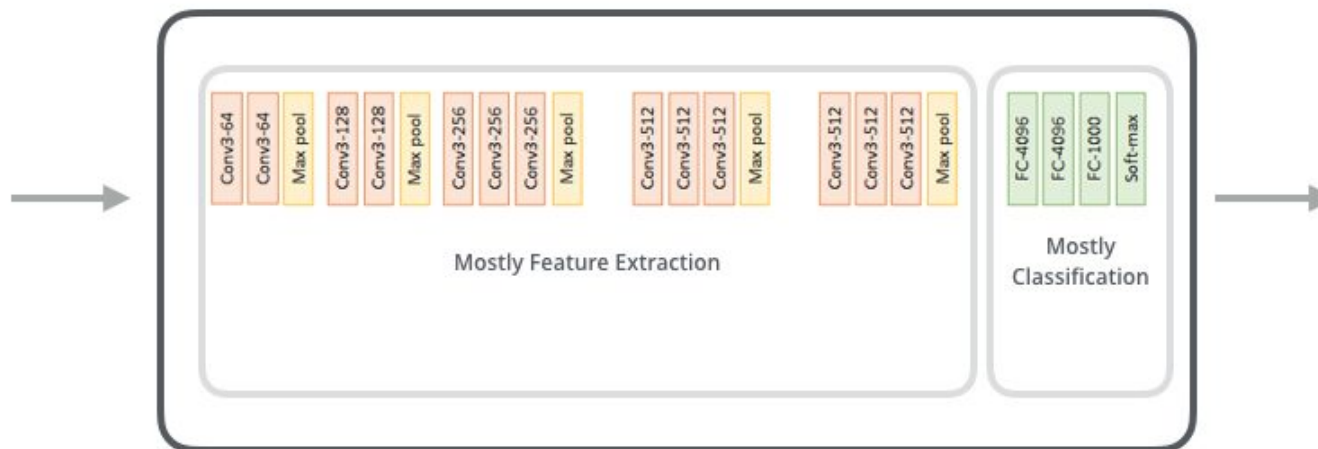 Conv3-64
Conv3-64
Max pool
Conv3-128
Conv3-128
Max pool
Conv3-256
Conv3-256
Conv3-256
Max pool
Conv3-512
Conv3-512
Conv3-512
Max pool
Conv3-512
Conv3-512
Conv3-512
Max pool
Mostly Feature Extraction
FC-4096
FC-4096
FC-1000
Soft-max
Mostly
Classification